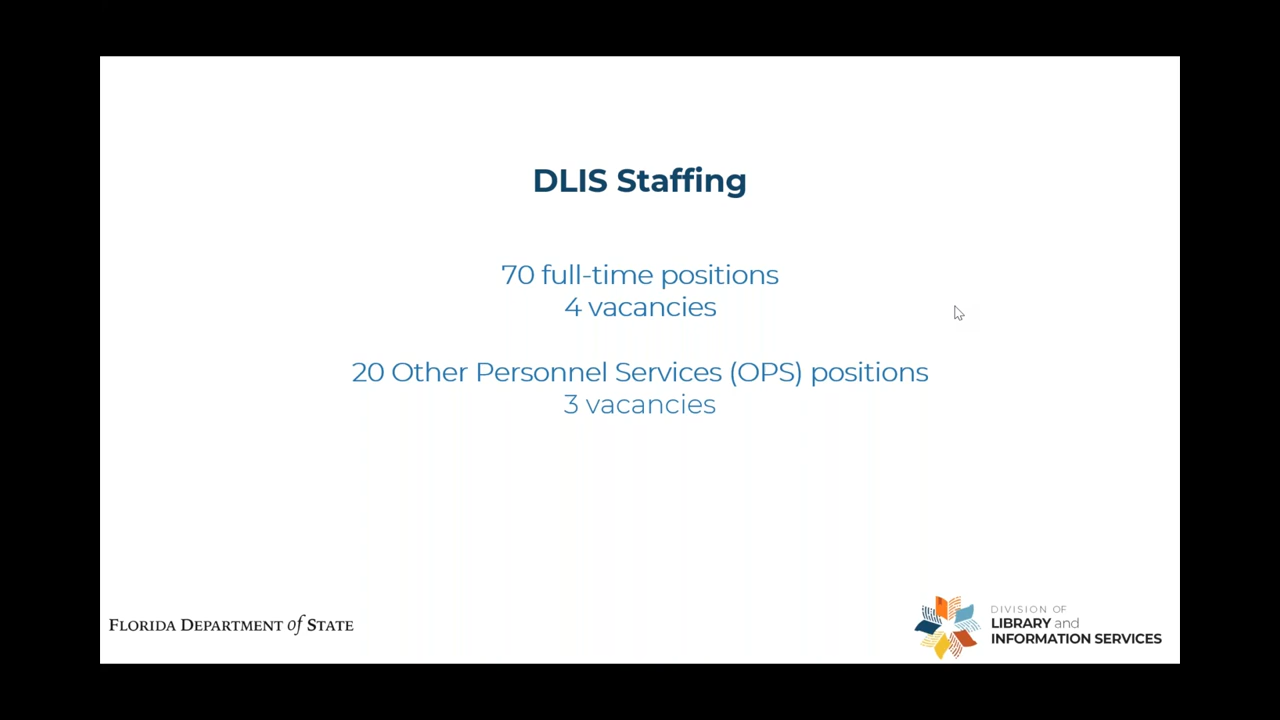 DLIS Staffing
70 full-time positions
4 vacancies
20 Other Personnel Services (OPS) positions
3 vacancies
FLORIDA DEPARTMENT of STATE
DIVISION OF
LIBRARY and
INFORMATION SERVICES